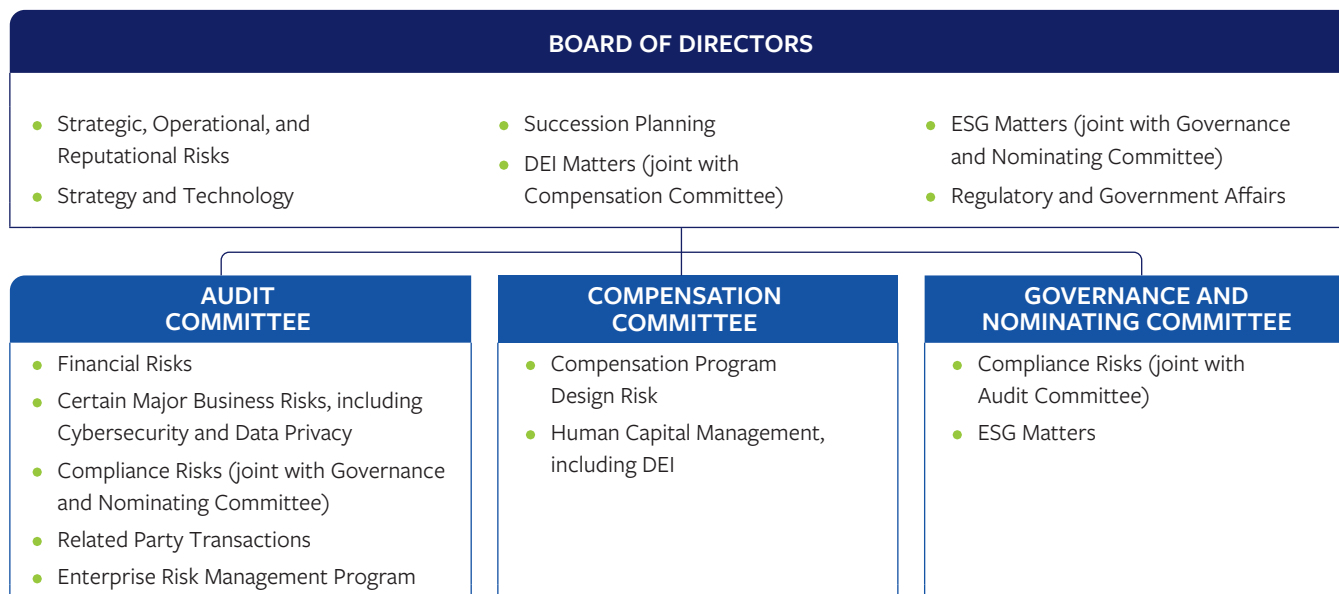 BOARD OF DIRECTORS
Strategic, Operational, and
Reputational Risks
Strategy and Technology
Succession Planning
DEI Matters (joint with
Compensation Committee)
ESG Matters (joint with Governance
and Nominating Committee)
Regulatory and Government Affairs
AUDIT
COMMITTEE
Financial Risks
Certain Major Business Risks, including
Cybersecurity and Data Privacy
Compliance Risks (joint with Governance
and Nominating Committee)
Related Party Transactions
Enterprise Risk Management Program
COMPENSATION
COMMITTEE
Compensation Program
Design Risk
Human Capital Management,
including DEI
GOVERNANCE AND
NOMINATING COMMITTEE
Compliance Risks (joint with
Audit Committee)
ESG Matters